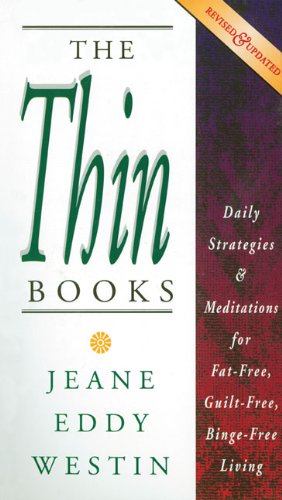 REVISED & UPDATED
THE
Thin
BOOKS
JEANE
EDDY
WESTIN
Daily
Strategies
&
Meditations
for
Fat-Free,
Guilt-Free,
Binge-Free
Living